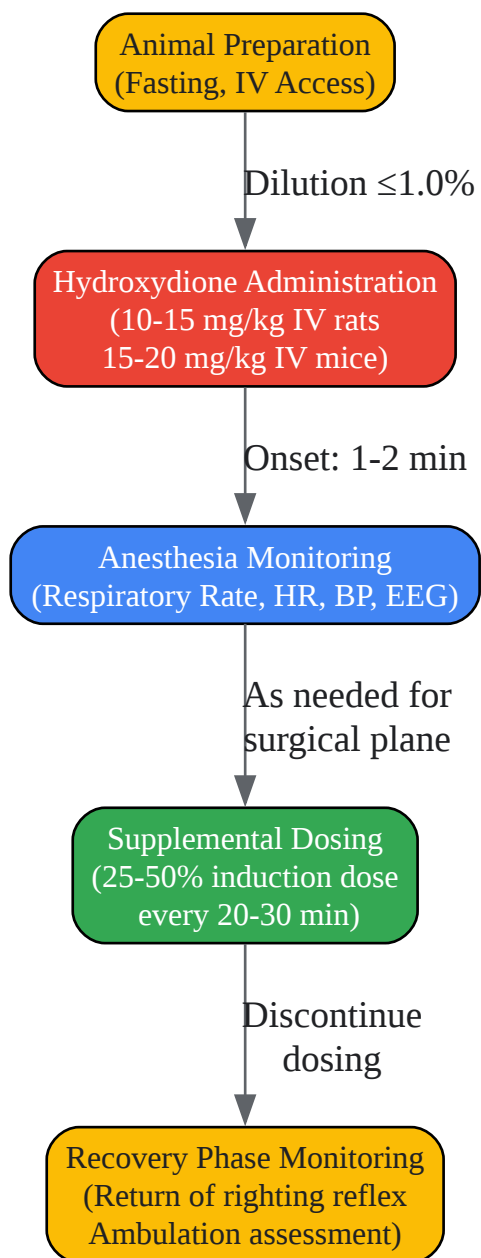 Animal Preparation
(Fasting, IV Access)
Dilution ≤1.0%
Hydroxydione Administration
(10-15 mg/kg IV rats
15-20 mg/kg IV mice)
Onset: 1-2 min
Anesthesia Monitoring
(Respiratory Rate, HR, BP, EEG)
As needed for
surgical plane
Supplemental Dosing
(25-50% induction dose
every 20-30 min)
Discontinue
dosing
Recovery Phase Monitoring
(Return of righting reflex
Ambulation assessment)